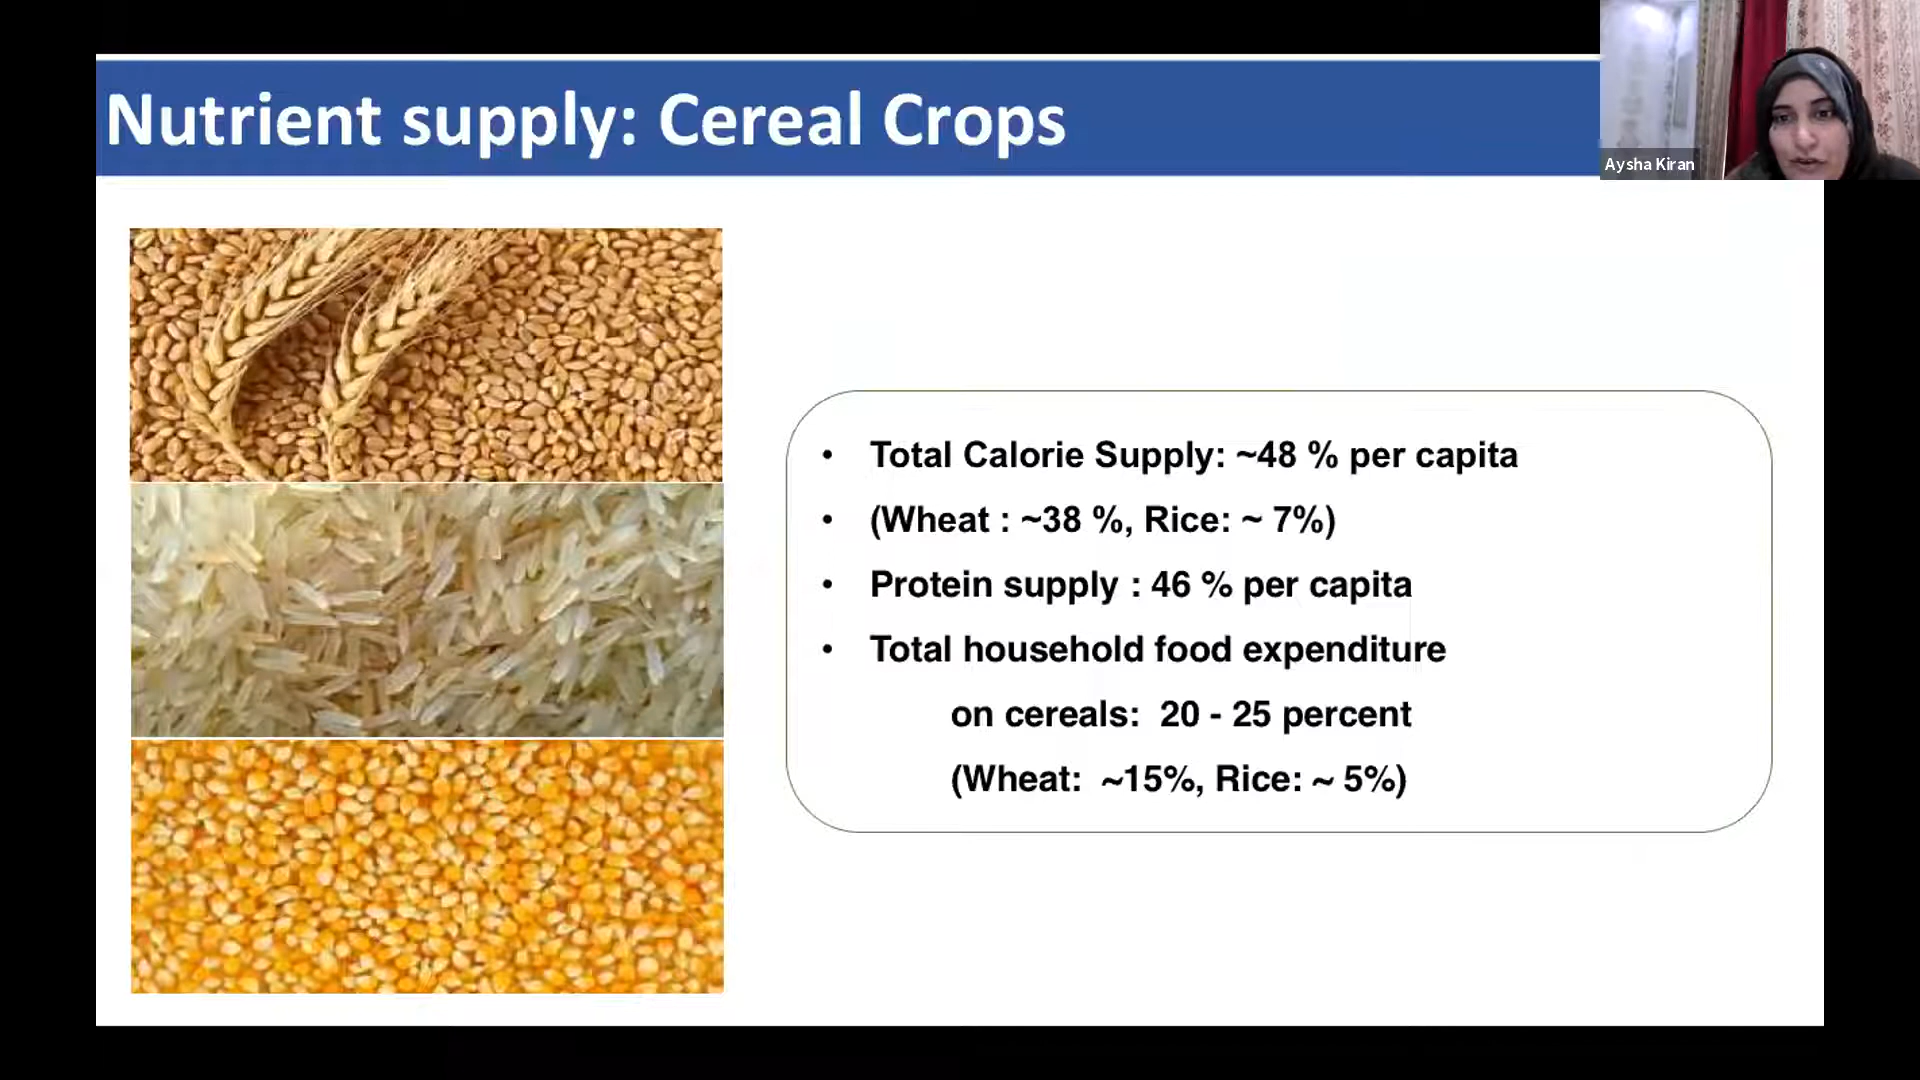 Nutrient supply: Cereal Crops
Aysha Kiran
• Total Calorie Supply: ~48 % per capita
• (Wheat : ~38 %, Rice: ~ 7%)
• Protein supply : 46 % per capita
• Total household food expenditure
on cereals: 20 - 25 percent
(Wheat: ~15%, Rice: ~ 5%)